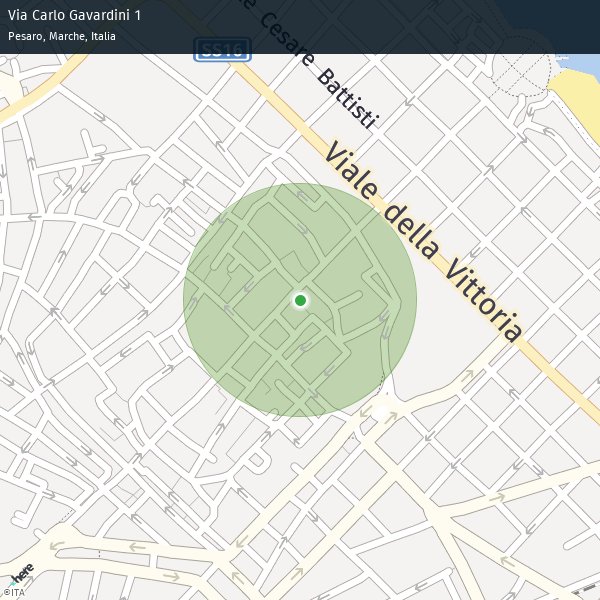 Via Carlo Gavardini 1
Pesaro, Marche, Italia
SS16
e Cesare Battisti
Viale della Vittoria
here
©ITA